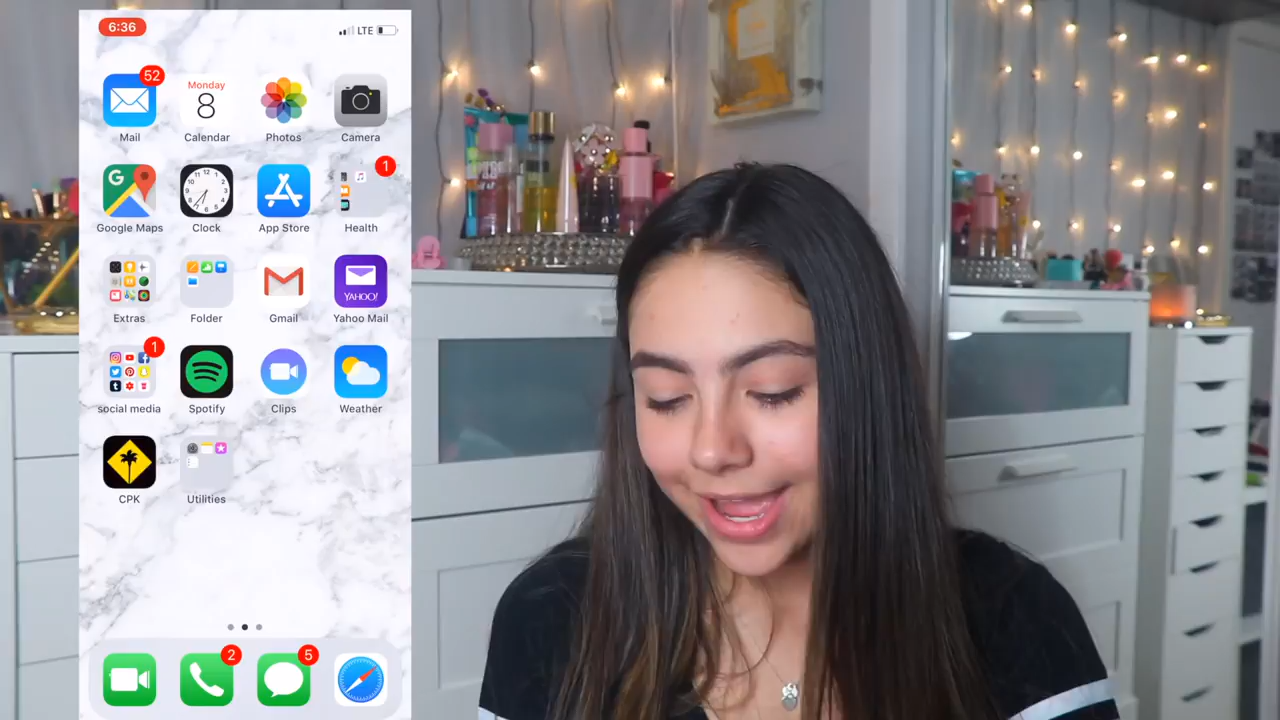 6:36
LTE
52
Monday
8
Mail
Calendar
Photos
Camera
G
12
1
Google Maps
Clock
App Store
Health
YAHOO!
Extras
Folder
Gmail
Yahoo Mail
1
social media
Spotify
Clips
Weather
CPK
Utilities
2
5